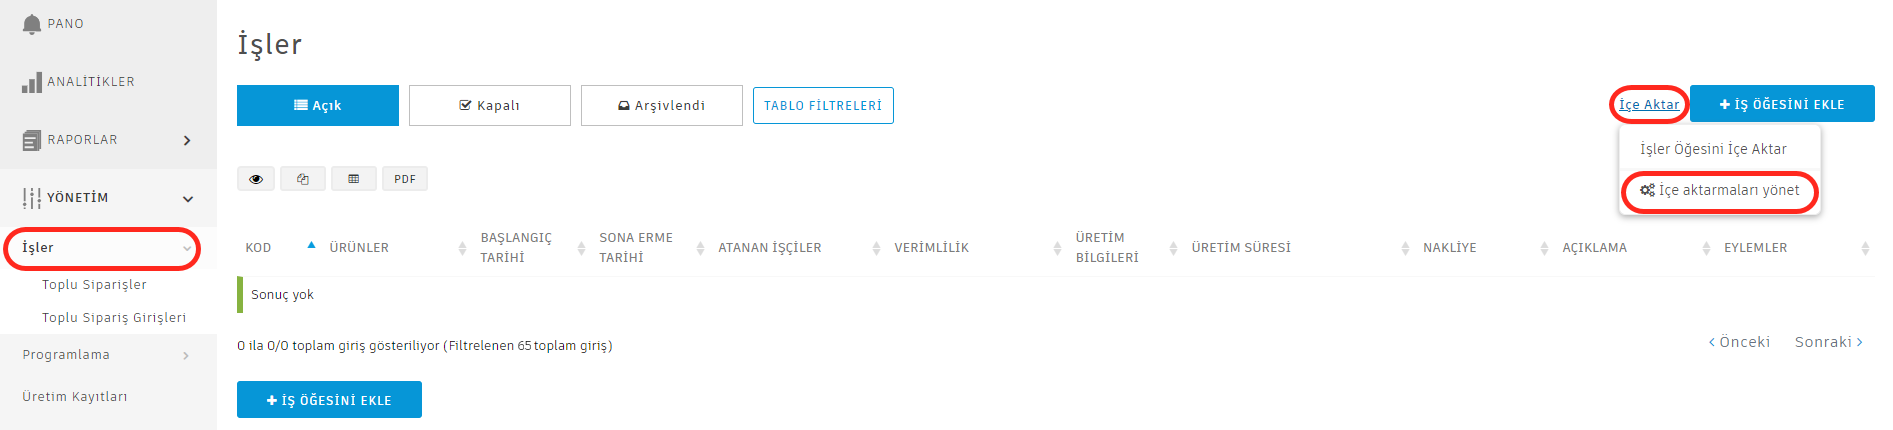 PANO
ANALİTİKLER
RAPORLAR
YÖNETİM
İşler
Toplu Siparişler
Toplu Sipariş Girişleri
Programlama
Üretim Kayıtları
İşler
Açık
Kapalı
Arşivlendi
TABLO FİLTRELERİ
İçe Aktar
+ İŞ ÖĞESİNİ EKLE
İşler Öğesini İçe Aktar
İçe aktarmaları yönet
PDF
KOD
ÜRÜNLER
BAŞLANGIÇ
TARİHİ
SONA ERME
TARİHİ
ATANAN İŞÇİLER
VERİMLİLİK
ÜRETİM
BİLGİLERİ
ÜRETİM SÜRESİ
NAKLİYE
AÇIKLAMA
EYLEMLER
Sonuç yok
0 ila 0/0 toplam giriş gösteriliyor (Filtrelenen 65 toplam giriş)
‹ Önceki
Sonraki ›
+ İŞ ÖĞESİNİ EKLE